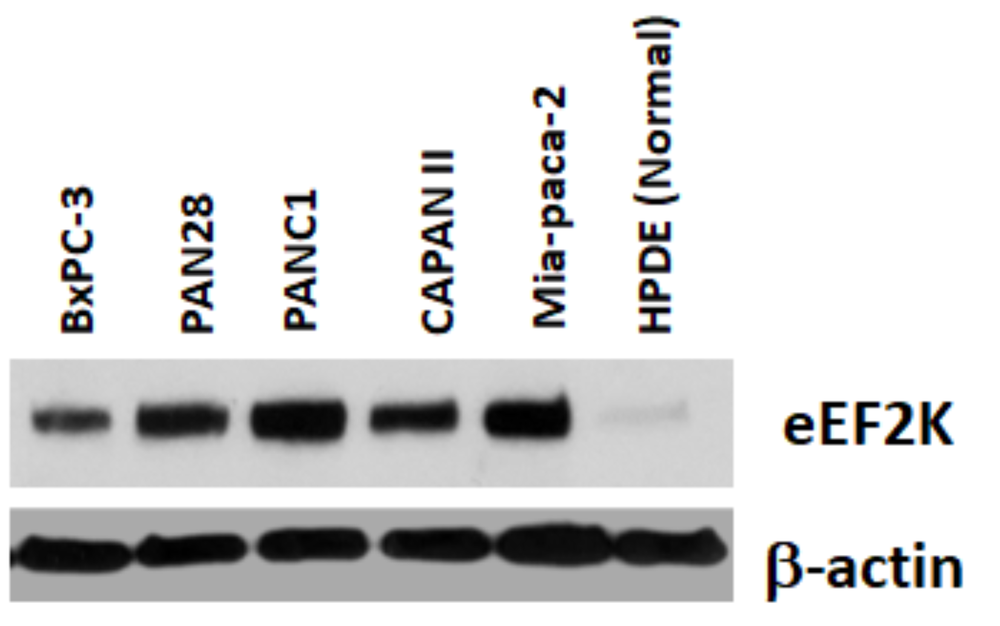 BxPC-3
PAN28
PANC1
CAPAN II
Mia-paca-2
HPDE (Normal)
eEF2K
β-actin